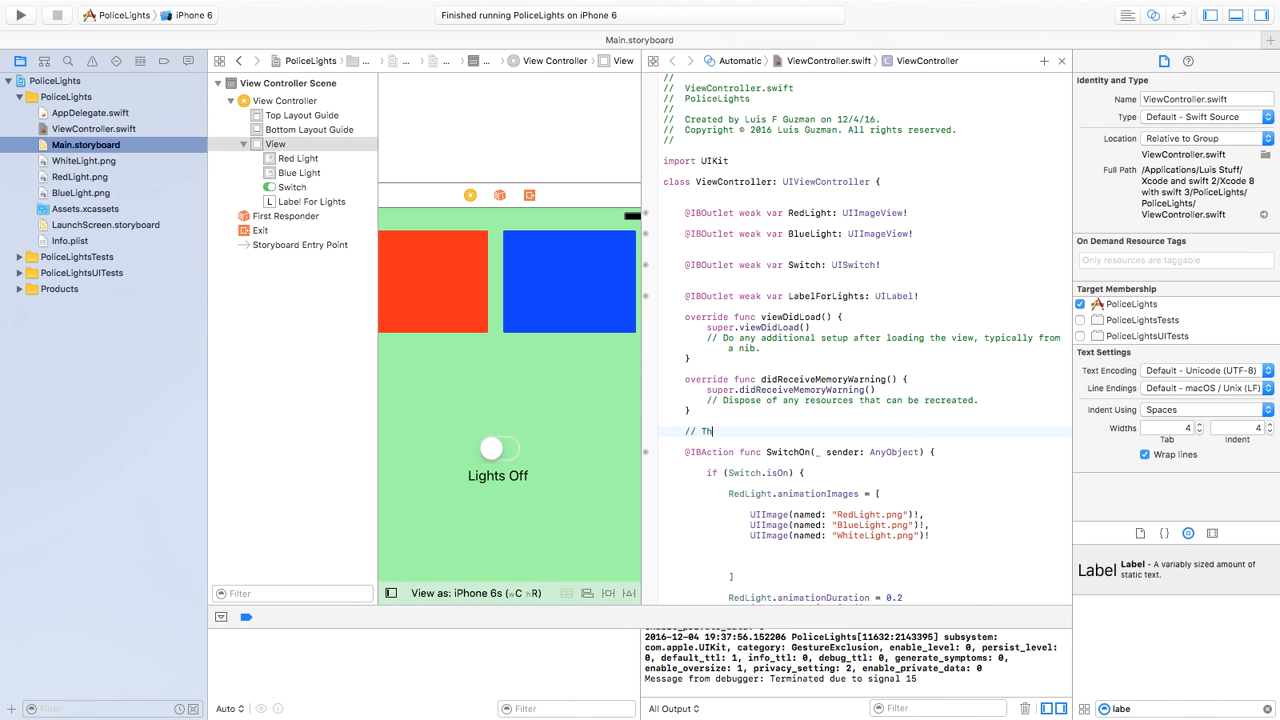 PoliceLights
iPhone 6
Finished running PoliceLights on iPhone 6
Main.storyboard
PoliceLights
PoliceLights
AppDelegate.swift
ViewController.swift
Main.storyboard
WhiteLight.png
RedLight.png
BlueLight.png
Assets.xcassets
LaunchScreen.storyboard
Info.plist
PoliceLightsTests
PoliceLightsUITests
Products
Filter
PoliceLights
...
...
...
View Controller
View
View Controller Scene
View Controller
Top Layout Guide
Bottom Layout Guide
View
Red Light
Blue Light
Switch
L Label For Lights
First Responder
Exit
Storyboard Entry Point
Filter
Lights Off
View as: iPhone 6s (wC hR)
Automatic
ViewController.swift
C ViewController
//
// ViewController.swift
// PoliceLights
//
// Created by Luis F Guzman on 12/4/16.
// Copyright © 2016 Luis Guzman. All rights reserved.
//
import UIKit
class ViewController: UIViewController {
@IBOutlet weak var RedLight: UIImageView!
@IBOutlet weak var BlueLight: UIImageView!
@IBOutlet weak var Switch: UISwitch!
@IBOutlet weak var LabelForLights: UILabel!
override func viewDidLoad() {
super.viewDidLoad()
// Do any additional setup after loading the view, typically from
a nib.
}
override func didReceiveMemoryWarning() {
super.didReceiveMemoryWarning()
// Dispose of any resources that can be recreated.
}
// Th
@IBAction func SwitchOn(_ sender: AnyObject) {
if (Switch.isOn) {
RedLight.animationImages = [
UIImage(named: "RedLight.png")!,
UIImage(named: "BlueLight.png")!,
UIImage(named: "WhiteLight.png")!
]
RedLight.animationDuration = 0.2
Auto
Filter
2016-12-04 19:37:56.152206 PoliceLights[11632:2143395] subsystem:
com.apple.UIKit, category: GestureExclusion, enable_level: 0, persist_level:
0, default_ttl: 1, info_ttl: 0, debug_ttl: 0, generate_symptoms: 0,
enable_oversize: 1, privacy_setting: 2, enable_private_data: 0
Message from debugger: Terminated due to signal 15
All Output
Filter
Identity and Type
Name ViewController.swift
Type Default - Swift Source
Location Relative to Group
ViewController.swift
Full Path /Applications/Luis Stuff/
Xcode and swift 2/Xcode 8
with swift 3/PoliceLights/
PoliceLights/
ViewController.swift
On Demand Resource Tags
Only resources are taggable
Target Membership
PoliceLights
PoliceLightsTests
PoliceLightsUITests
Text Settings
Text Encoding Default - Unicode (UTF-8)
Line Endings Default - macOS / Unix (LF)
Indent Using Spaces
Widths 4 4
Tab Indent
Wrap lines
{ }
Label
Label - A variably sized amount of
static text.
labe